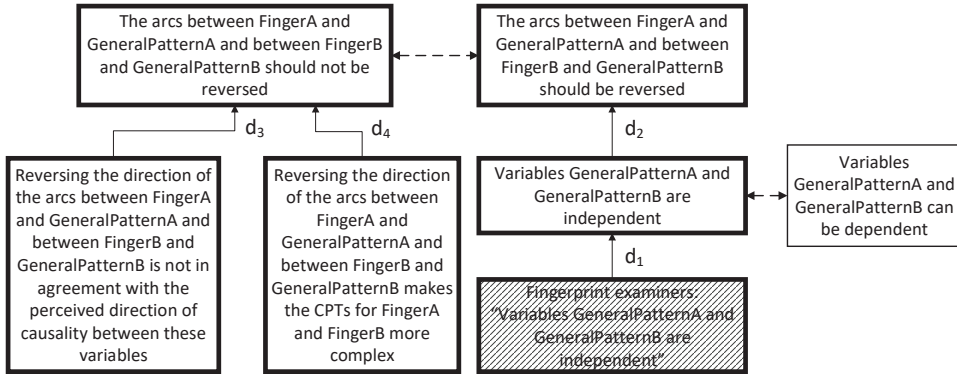 The arcs between FingerA and
GeneralPatternA and between FingerB
and GeneralPatternB should not be
reversed
The arcs between FingerA and
GeneralPatternA and between
FingerB and GeneralPatternB
should be reversed
d3
d4
d2
Reversing the direction of
the arcs between FingerA
and GeneralPatternA and
between FingerB and
GeneralPatternB is not in
agreement with the
perceived direction of
causality between these
variables
Reversing the direction
of the arcs between
FingerA and
GeneralPatternA and
between FingerB and
GeneralPatternB makes
the CPTs for FingerA
and FingerB more
complex
Variables GeneralPatternA and
GeneralPatternB are
independent
Variables
GeneralPatternA and
GeneralPatternB can
be dependent
d1
Fingerprint examiners:
“Variables GeneralPatternA and
GeneralPatternB are
independent”